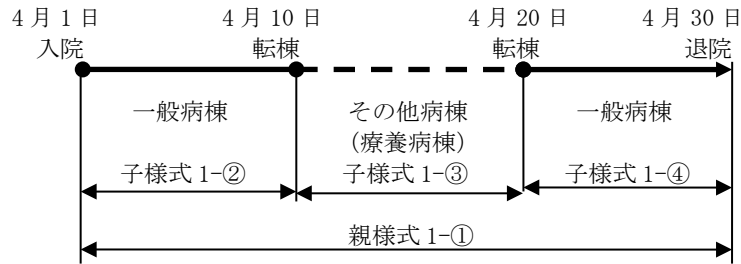 4月1日 4月10日 4月20日 4月30日
入院 転棟 転棟 退院
一般病棟 その他病棟 一般病棟
(療養病棟)
子様式 1-② 子様式 1-③ 子様式 1-④
親様式 1-①